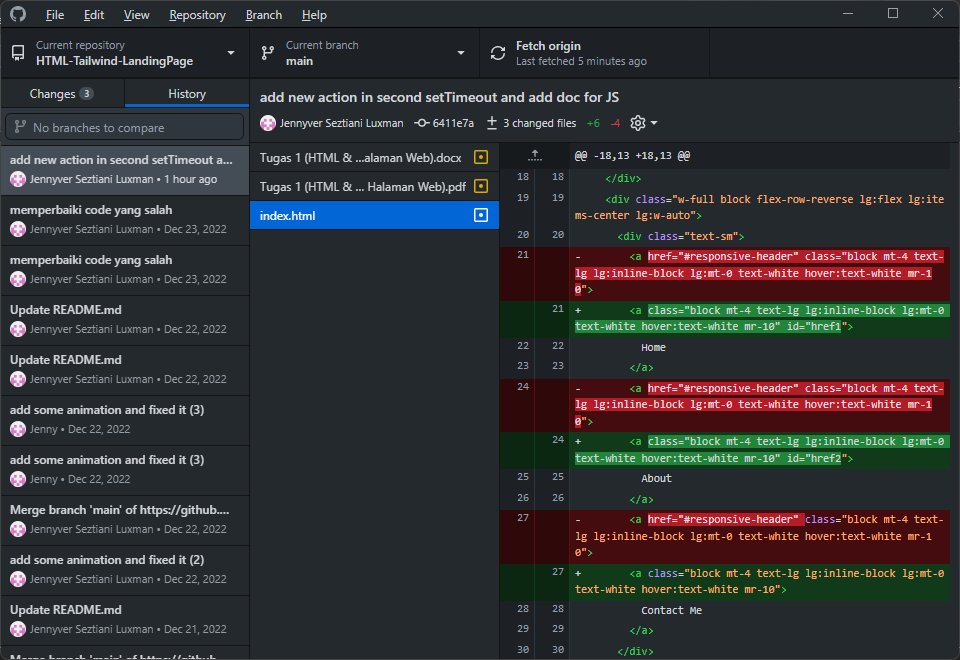 File Edit View Repository Branch Help
Current repository
HTML-Tailwind-LandingPage
Current branch
main
Fetch origin
Last fetched 5 minutes ago
Changes 3
History
No branches to compare
add new action in second setTimeout a...
Jennyver Seztiani Luxman • 1 hour ago
memperbaiki code yang salah
Jennyver Seztiani Luxman • Dec 23, 2022
memperbaiki code yang salah
Jennyver Seztiani Luxman • Dec 23, 2022
Update README.md
Jennyver Seztiani Luxman • Dec 22, 2022
Update README.md
Jennyver Seztiani Luxman • Dec 22, 2022
add some animation and fixed it (3)
Jenny • Dec 22, 2022
add some animation and fixed it (3)
Jenny • Dec 22, 2022
Merge branch 'main' of https://github....
Jennyver Seztiani Luxman • Dec 22, 2022
add some animation and fixed it (2)
Jennyver Seztiani Luxman • Dec 22, 2022
Update README.md
Jennyver Seztiani Luxman • Dec 21, 2022
Merge branch 'main' of https://github....
add new action in second setTimeout and add doc for JS
Jennyver Seztiani Luxman 6411e7a 3 changed files +6 -4
Tugas 1 (HTML & ...alaman Web).docx
Tugas 1 (HTML & ... Halaman Web).pdf
index.html
@@ -18,13 +18,13 @@
18 18 </div>
19 19 <div class="w-full block flex-row-reverse lg:flex lg:ite
ms-center lg:w-auto">
20 20 <div class="text-sm">
21 - <a href="#responsive-header" class="block mt-4 text-
lg lg:inline-block lg:mt-0 text-white hover:text-white mr-1
0">
21 + <a class="block mt-4 text-lg lg:inline-block lg:mt-0
text-white hover:text-white mr-10" id="href1">
22 22 Home
23 23 </a>
24 - <a href="#responsive-header" class="block mt-4 text-
lg lg:inline-block lg:mt-0 text-white hover:text-white mr-1
0">
24 + <a class="block mt-4 text-lg lg:inline-block lg:mt-0
text-white hover:text-white mr-10" id="href2">
25 25 About
26 26 </a>
27 - <a href="#responsive-header" class="block mt-4 text-
lg lg:inline-block lg:mt-0 text-white hover:text-white mr-1
0">
27 + <a class="block mt-4 text-lg lg:inline-block lg:mt-0
text-white hover:text-white mr-10">
28 28 Contact Me
29 29 </a>
30 30 </div>